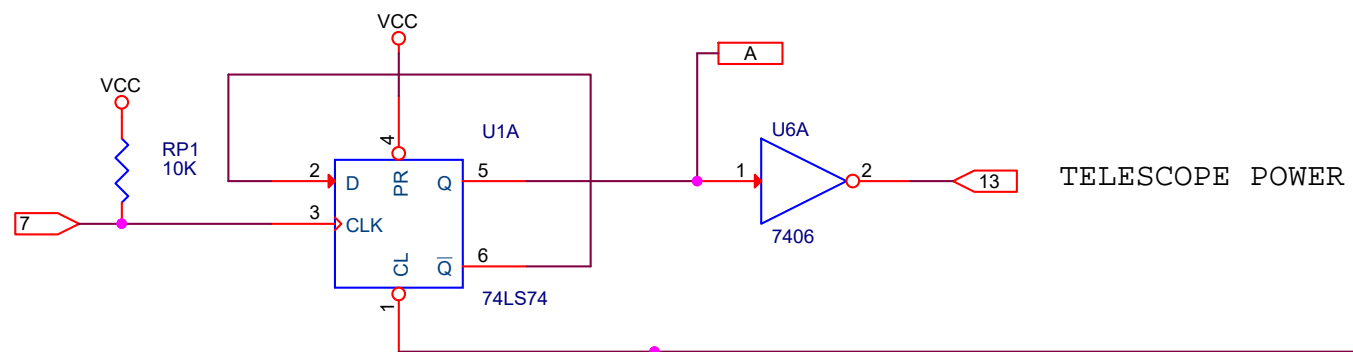 VCC
A
VCC
U1A
U6A
RP1
10K
4
2
D
PR
Q
5
1
2
13
TELESCOPE POWER
7
3
CLK
7406
CL
Q̅
6
1
74LS74